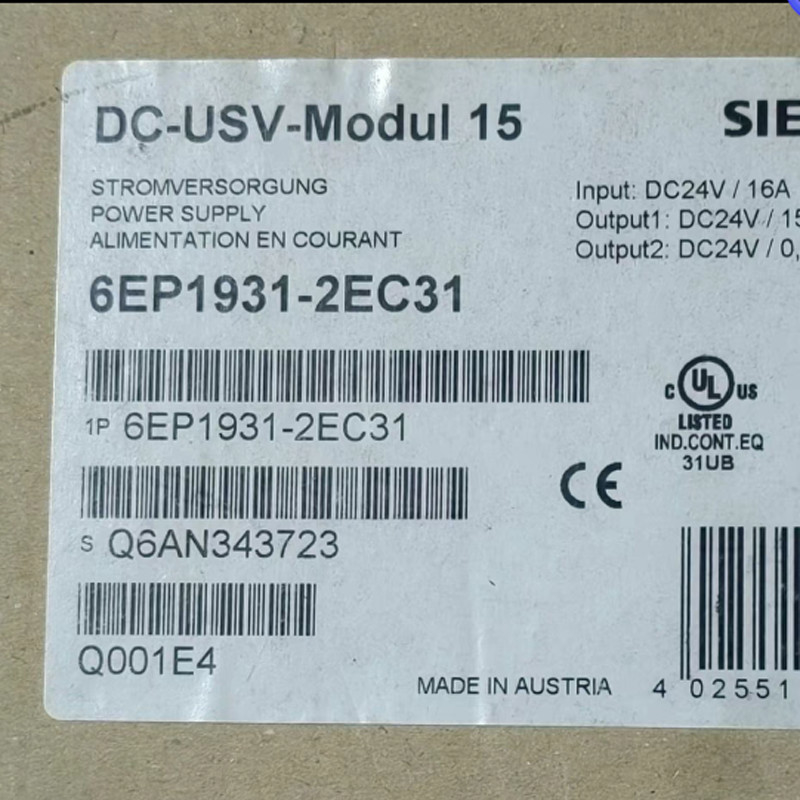 DC-USV-Modul 15
SIE
STROMVERSORGUNG
POWER SUPPLY
ALIMENTATION EN COURANT
Input: DC24V / 16A
Output1: DC24V / 15
Output2: DC24V / 0,
6EP1931-2EC31
1P 6EP1931-2EC31
C UL US
LISTED
IND.CONT.EQ
31UB
CE
S Q6AN343723
Q001E4
MADE IN AUSTRIA
4 02551